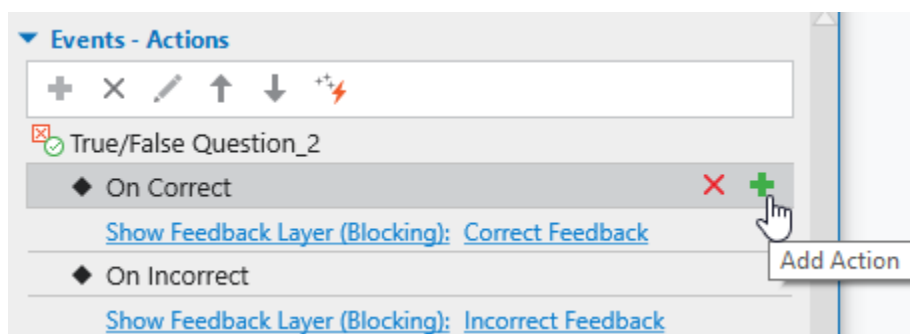 Events - Actions
True/False Question_2
On Correct
Show Feedback Layer (Blocking): Correct Feedback
Add Action
On Incorrect
Show Feedback Layer (Blocking): Incorrect Feedback